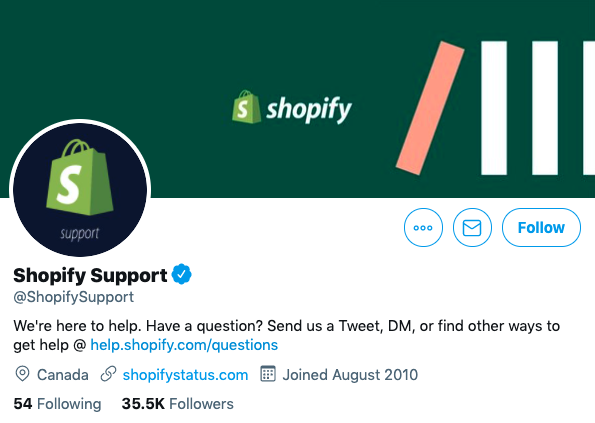 shopify
S
support
Follow
Shopify Support
@ShopifySupport
We're here to help. Have a question? Send us a Tweet, DM, or find other ways to
get help @ help.shopify.com/questions
Canada shopifystatus.com Joined August 2010
54 Following 35.5K Followers